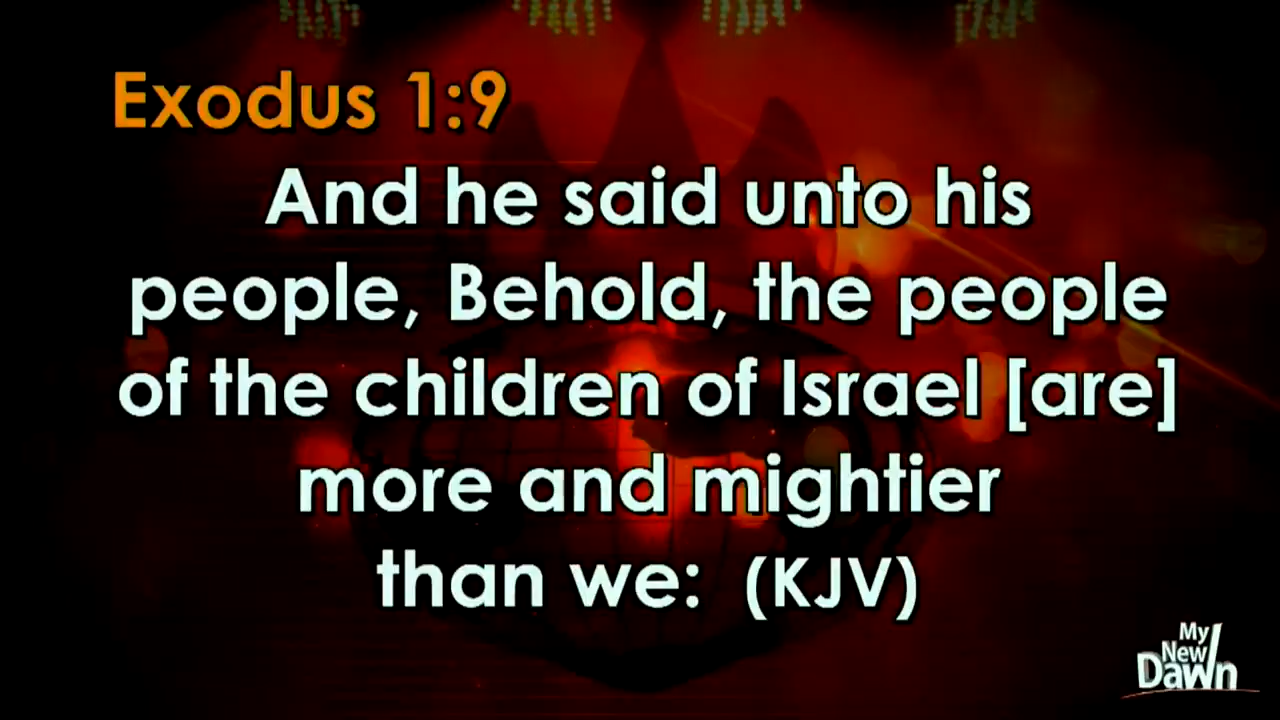 Exodus 1:9
And he said unto his
people, Behold, the people
of the children of Israel [are]
more and mightier
than we: (KJV)
My
New
Dawn